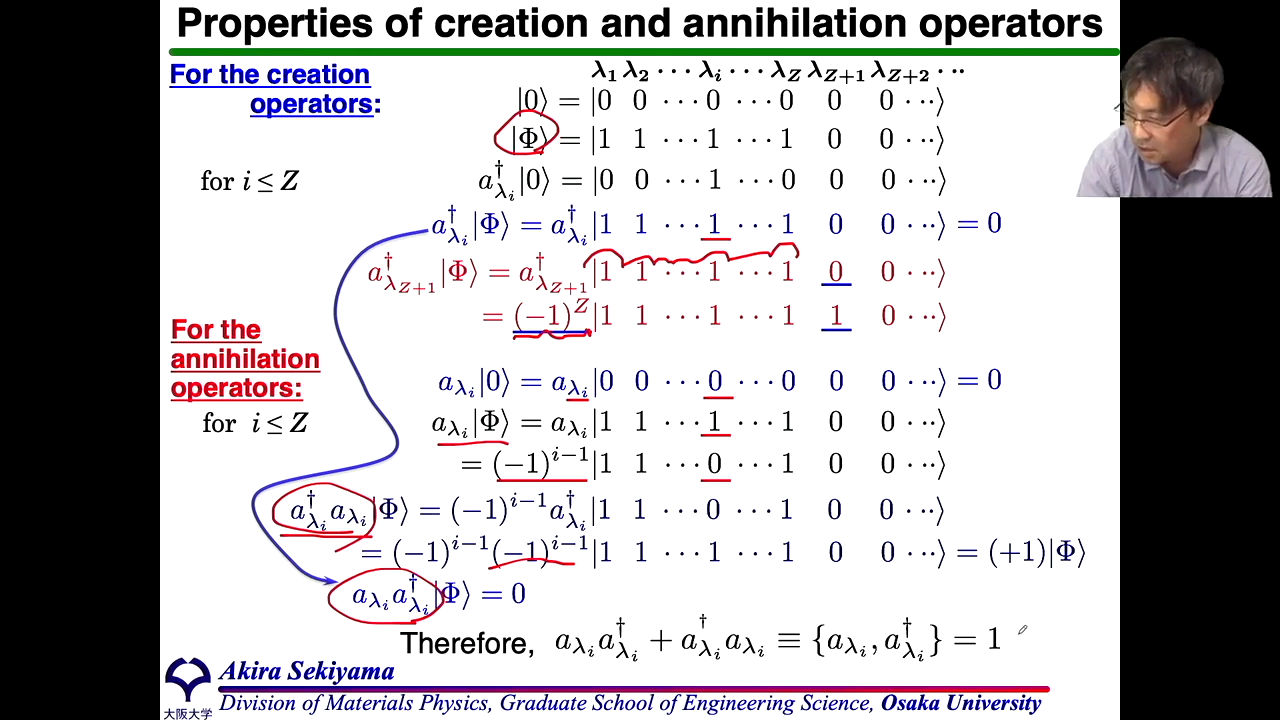 Properties of creation and annihilation operators
For the creation operators:
λ₁ λ₂ ··· λᵢ ··· λ_Z λ_{Z+1} λ_{Z+2} ···
|0⟩ = |0 0 ···0 ···0 0 0 ···⟩
|Φ⟩ = |1 1 ···1 ···1 0 0 ···⟩
for i ≤ Z
a†_{λᵢ}|0⟩ = |0 0 ···1 ···0 0 0 ···⟩
a†_{λᵢ}|Φ⟩ = a†_{λᵢ}|1 1 ···1 ···1 0 0 ···⟩ = 0
a†_{λ_{Z+1}}|Φ⟩ = a†_{λ_{Z+1}}|1 1 ···1 ···1 0 0 ···⟩
= (−1)^Z|1 1 ···1 ···1 1 0 ···⟩
For the annihilation operators:
a_{λᵢ}|0⟩ = a_{λᵢ}|0 0 ···0 ···0 0 0 ···⟩ = 0
for i ≤ Z
a_{λᵢ}|Φ⟩ = a_{λᵢ}|1 1 ···1 ···1 0 0 ···⟩
= (−1)^{i−1}|1 1 ···0 ···1 0 0 ···⟩
a†_{λᵢ}a_{λᵢ}|Φ⟩ = (−1)^{i−1}a†_{λᵢ}|1 1 ···0 ···1 0 0 ···⟩
= (−1)^{i−1}(−1)^{i−1}|1 1 ···1 ···1 0 0 ···⟩ = (+1)|Φ⟩
a_{λᵢ}a†_{λᵢ}|Φ⟩ = 0
Therefore, a_{λᵢ}a†_{λᵢ} + a†_{λᵢ}a_{λᵢ} ≡ {a_{λᵢ}, a†_{λᵢ}} = 1
Akira Sekiyama
大阪大学
Division of Materials Physics, Graduate School of Engineering Science, Osaka University